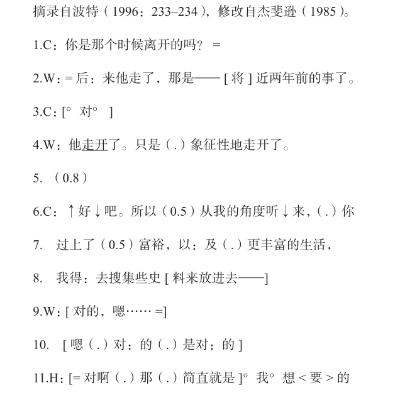 摘录自波特（1996：233–234），修改自杰斐逊（1985）。
1.C：你是那个时候离开的吗？ =
2.W：= 后：来他走了，那是—— [ 将 ] 近两年前的事了。
3.C：[° 对° ]
4.W：他走开了。只是（.）象征性地走开了。
5. （0.8）
6.C：↑好↓吧。所以（0.5）从我的角度听↓来，（.）你
7. 过上了（0.5）富裕，以：及（.）更丰富的生活，
8. 我得：去搜集些史 [ 料来放进去——]
9.W：[ 对的，嗯…… =]
10. [ 嗯（.）对：的（.）是对：的 ]
11.H：[= 对啊（.）那（.）简直就是 ]° 我° 想 < 要 > 的